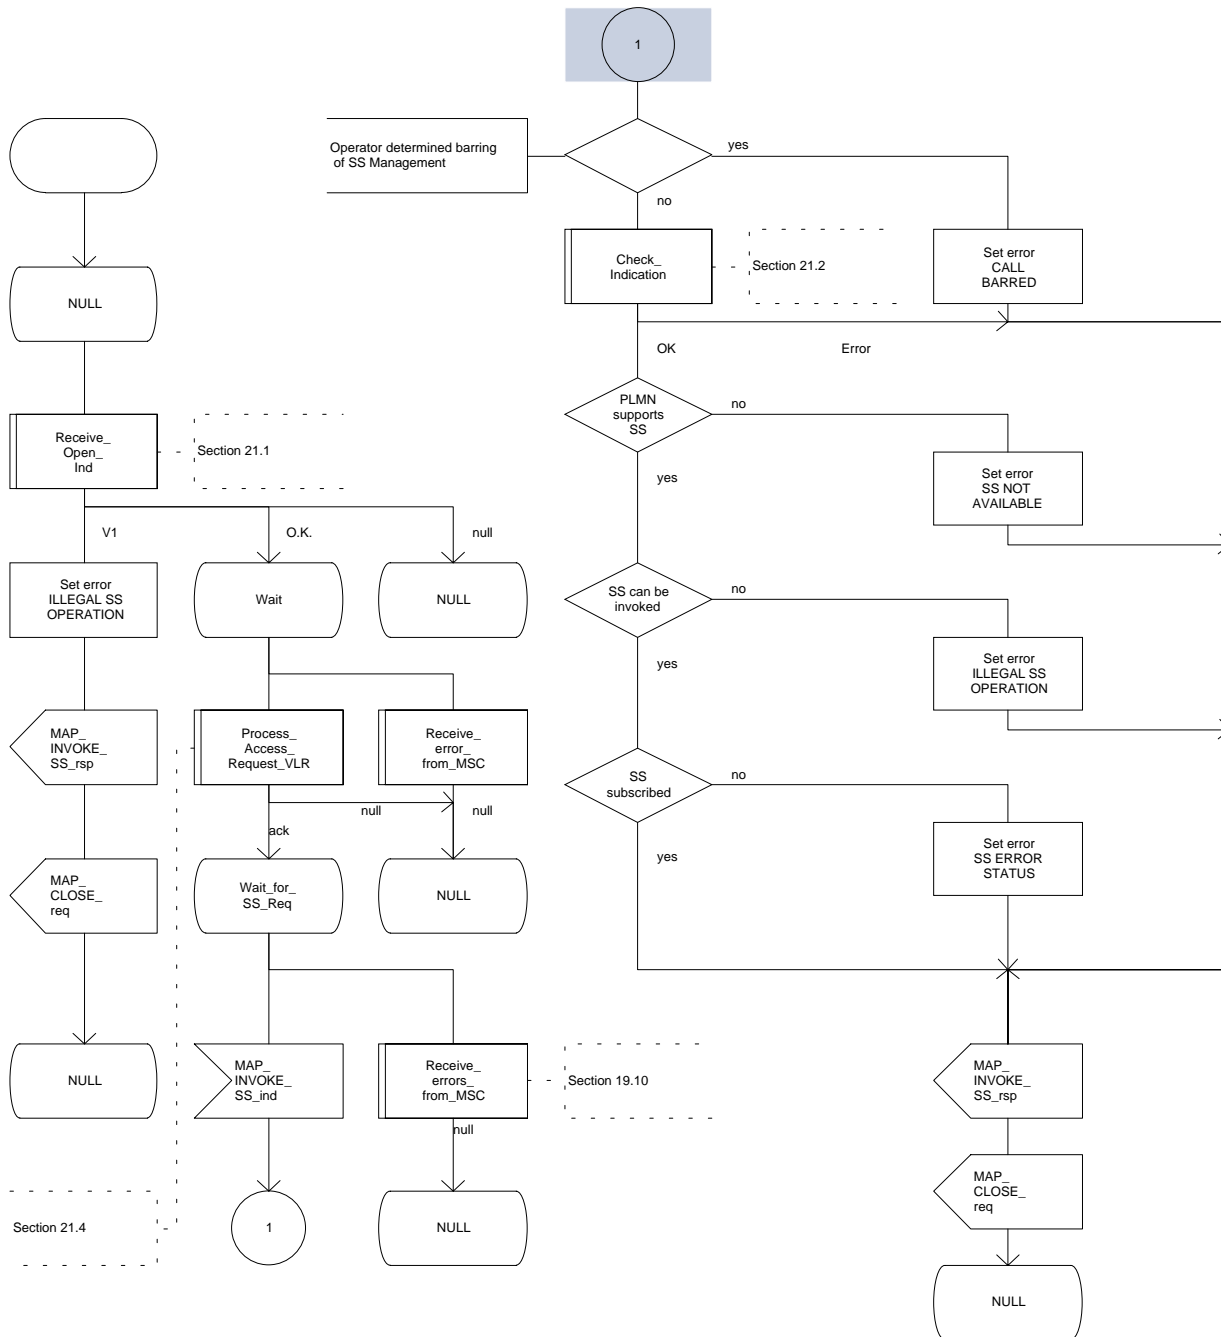 1
Operator determined barring
of SS Management
yes
no
Check_
Indication
Section 21.2
Set error
CALL
BARRED
NULL
OK
Error
PLMN
supports
SS
no
Receive_
Open_
Ind
Section 21.1
yes
Set error
SS NOT
AVAILABLE
V1
O.K.
null
Set error
ILLEGAL SS
OPERATION
Wait
NULL
SS can be
invoked
no
yes
Set error
ILLEGAL SS
OPERATION
MAP_
INVOKE_
SS_rsp
Process_
Access_
Request_VLR
Receive_
error_
from_MSC
SS
subscribed
no
null
null
ack
yes
Set error
SS ERROR
STATUS
MAP_
CLOSE_
req
Wait_for_
SS_Req
NULL
NULL
MAP_
INVOKE_
SS_ind
Receive_
errors_
from_MSC
Section 19.10
MAP_
INVOKE_
SS_rsp
null
MAP_
CLOSE_
req
Section 21.4
1
NULL
NULL